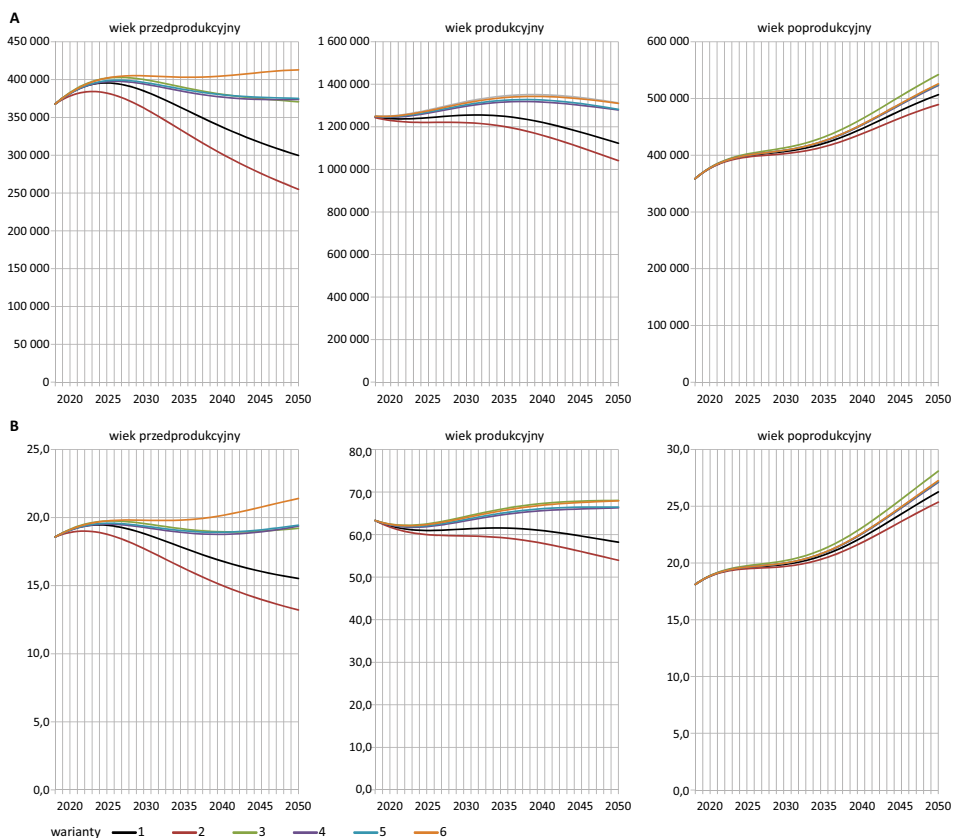 A
wiek przedprodukcyjny
450 000
400 000
350 000
300 000
250 000
200 000
150 000
100 000
50 000
0
2020 2025 2030 2035 2040 2045 2050
wiek produkcyjny
1 600 000
1 400 000
1 200 000
1 000 000
800 000
600 000
400 000
200 000
0
2020 2025 2030 2035 2040 2045 2050
wiek poprodukcyjny
600 000
500 000
400 000
300 000
200 000
100 000
0
2020 2025 2030 2035 2040 2045 2050
B
wiek przedprodukcyjny
25,0
20,0
15,0
10,0
5,0
0,0
2020 2025 2030 2035 2040 2045 2050
wiek produkcyjny
80,0
70,0
60,0
50,0
40,0
30,0
20,0
10,0
0,0
2020 2025 2030 2035 2040 2045 2050
wiek poprodukcyjny
30,0
25,0
20,0
15,0
10,0
5,0
0,0
2020 2025 2030 2035 2040 2045 2050
warianty 1 2 3 4 5 6